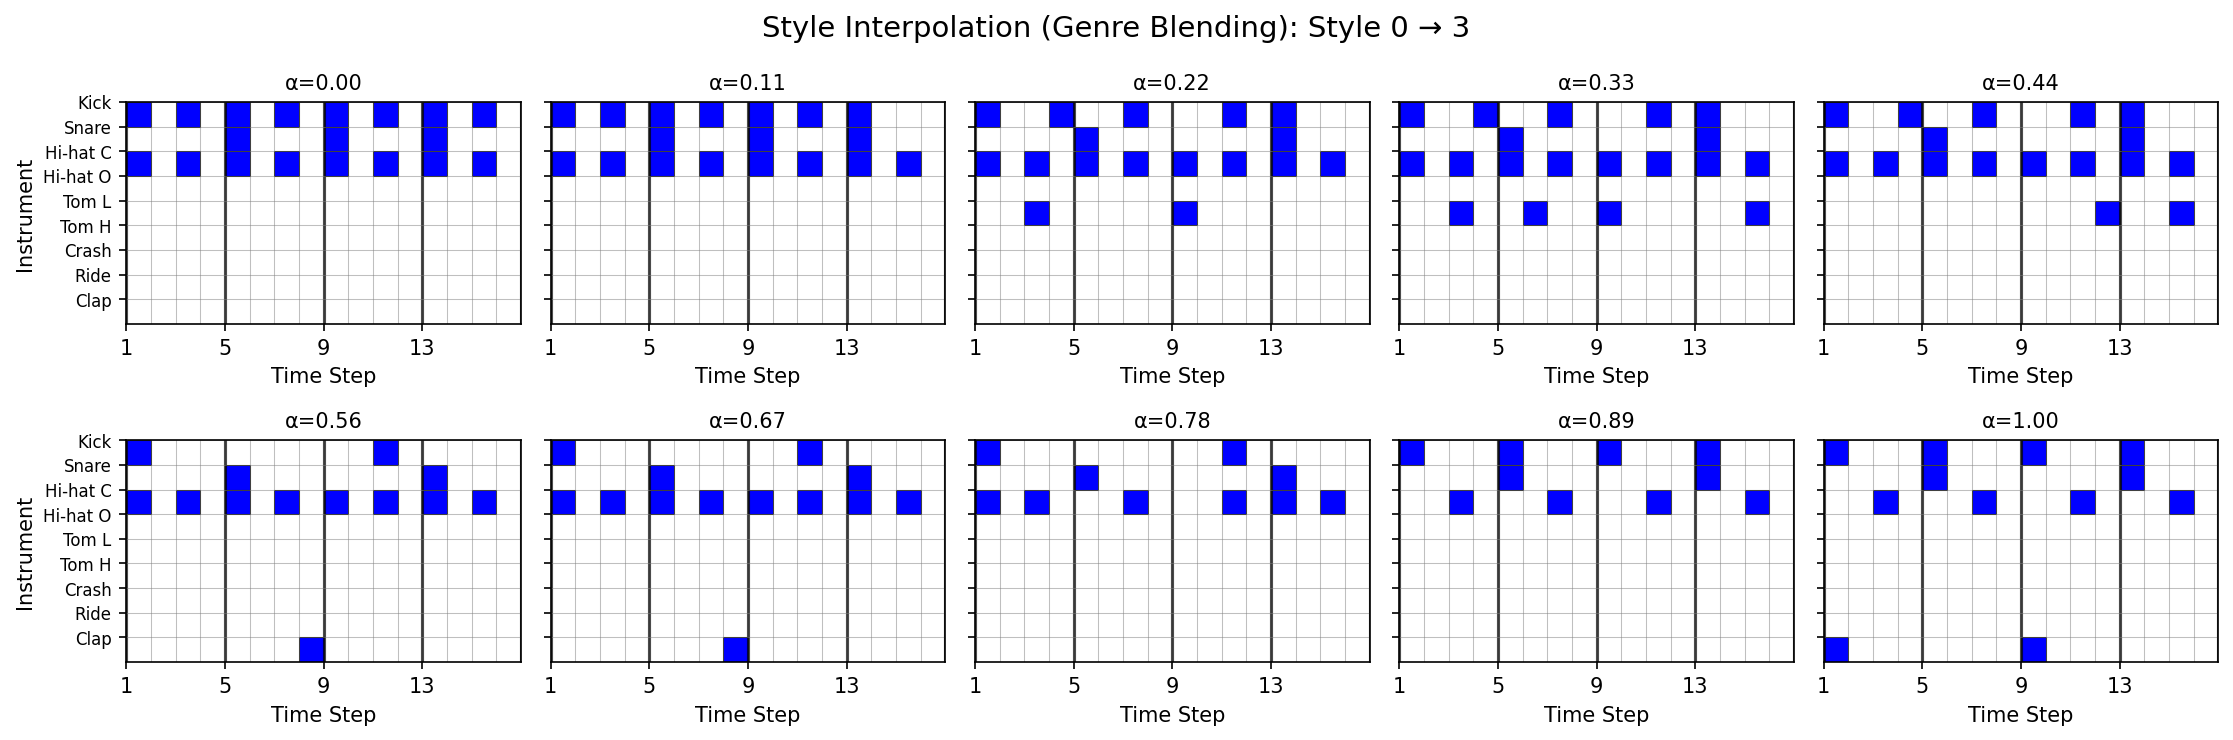 Style Interpolation (Genre Blending): Style 0 → 3
α=0.00 α=0.11 α=0.22 α=0.33 α=0.44
Instrument
Kick
Snare
Hi-hat C
Hi-hat O
Tom L
Tom H
Crash
Ride
Clap
1 5 9 13 1 5 9 13 1 5 9 13 1 5 9 13 1 5 9 13
Time Step Time Step Time Step Time Step Time Step
α=0.56 α=0.67 α=0.78 α=0.89 α=1.00
Instrument
Kick
Snare
Hi-hat C
Hi-hat O
Tom L
Tom H
Crash
Ride
Clap
1 5 9 13 1 5 9 13 1 5 9 13 1 5 9 13 1 5 9 13
Time Step Time Step Time Step Time Step Time Step